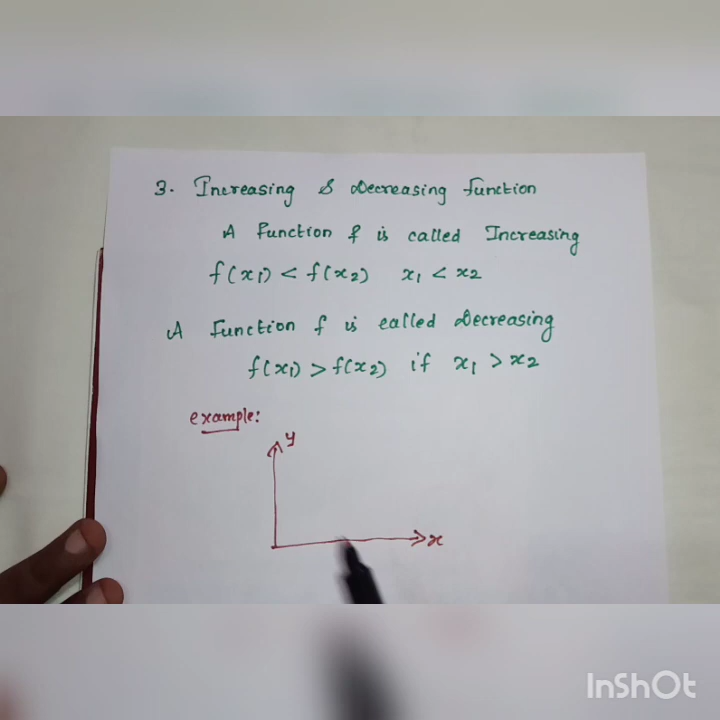 3. Increasing & Decreasing function
A Function f is called Increasing
f(x1) < f(x2) x1 < x2
A function f is called Decreasing
f(x1) > f(x2) if x1 > x2
example:
y
x
InShOt